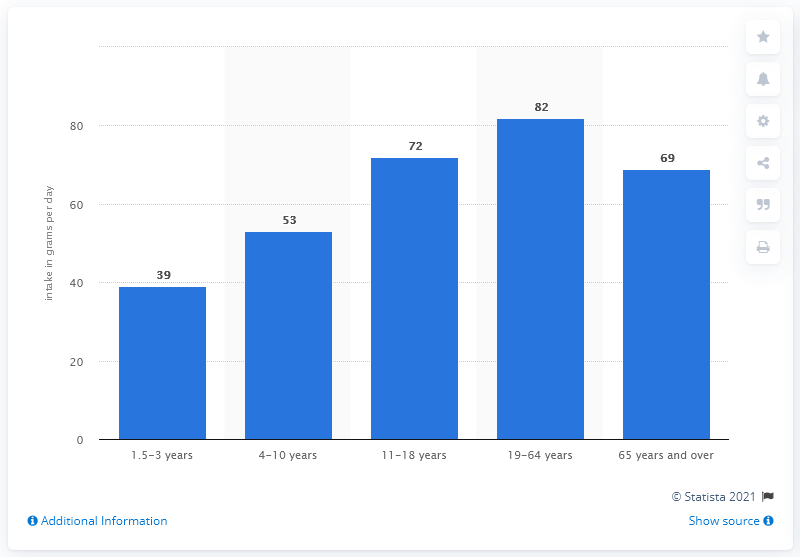 intake in grams per day
80
60
40
20
0
39
53
72
82
69
1.5–3 years
4–10 years
11–18 years
19–64 years
65 years and over
© Statista 2021
Additional Information
Show source